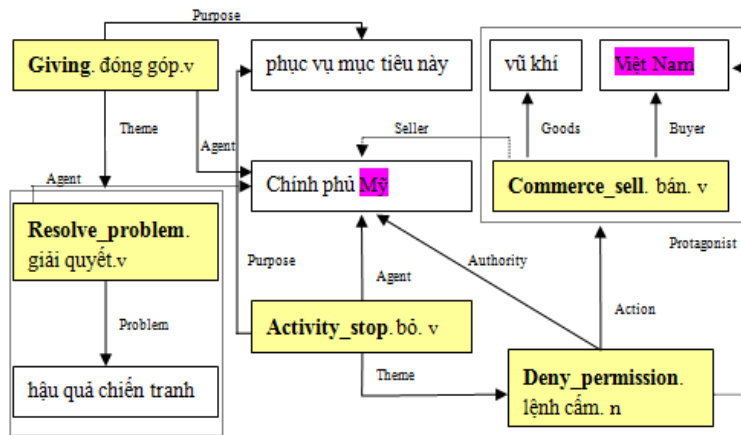 Purpose
Giving. đóng góp.v
phục vụ mục tiêu này
vũ khí
Việt Nam
Theme
Agent
Seller
Goods
Buyer
Agent
Chính phủ Mỹ
Commerce_sell. bán. v
Resolve_problem.
giải quyết.v
Purpose
Agent
Authority
Protagonist
Problem
Activity_stop. bỏ. v
Action
hậu quả chiến tranh
Theme
Deny_permission.
lệnh cấm. n